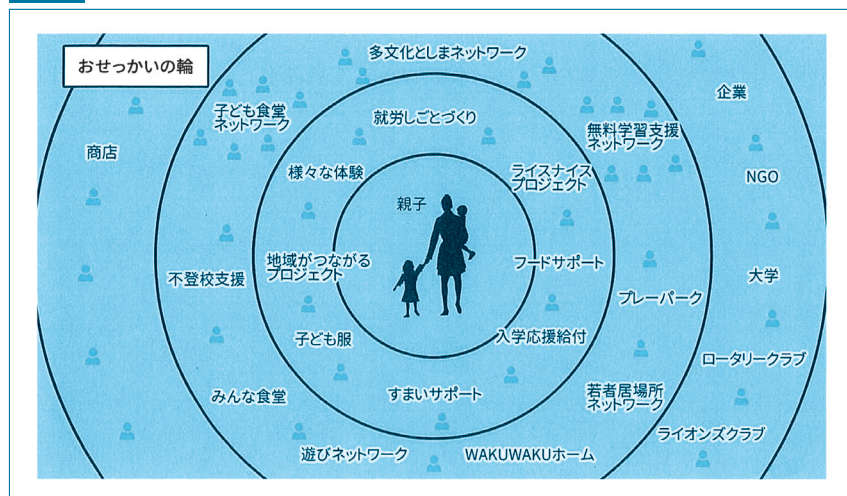 おせっかいの輪
多文化としまネットワーク
企業
子ども食堂
ネットワーク
就労しごとづくり
無料学習支援
ネットワーク
商店
様々な体験
ライスナイス
プロジェクト
NGO
親子
地域がつながる
プロジェクト
フードサポート
不登校支援
大学
プレーパーク
子ども服
入学応援給付
ロータリークラブ
みんな食堂
すまいサポート
若者居場所
ネットワーク
ライオンズクラブ
遊びネットワーク
WAKUWAKUホーム